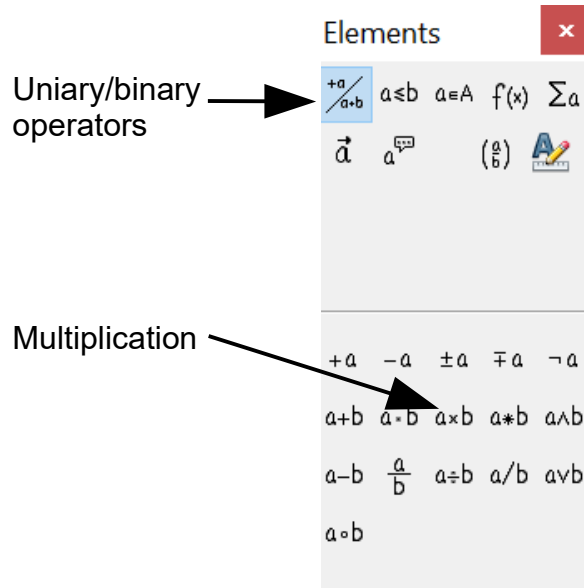 Elements ×
Uniary/binary
operators
+a/a+b a≤b a∈A f(x) Σa
a⃗ a (a/b) A
Multiplication
+a −a ±a ∓a ¬a
a+b a·b a×b a∗b a∧b
a−b a/b a÷b a/b a∨b
a∘b